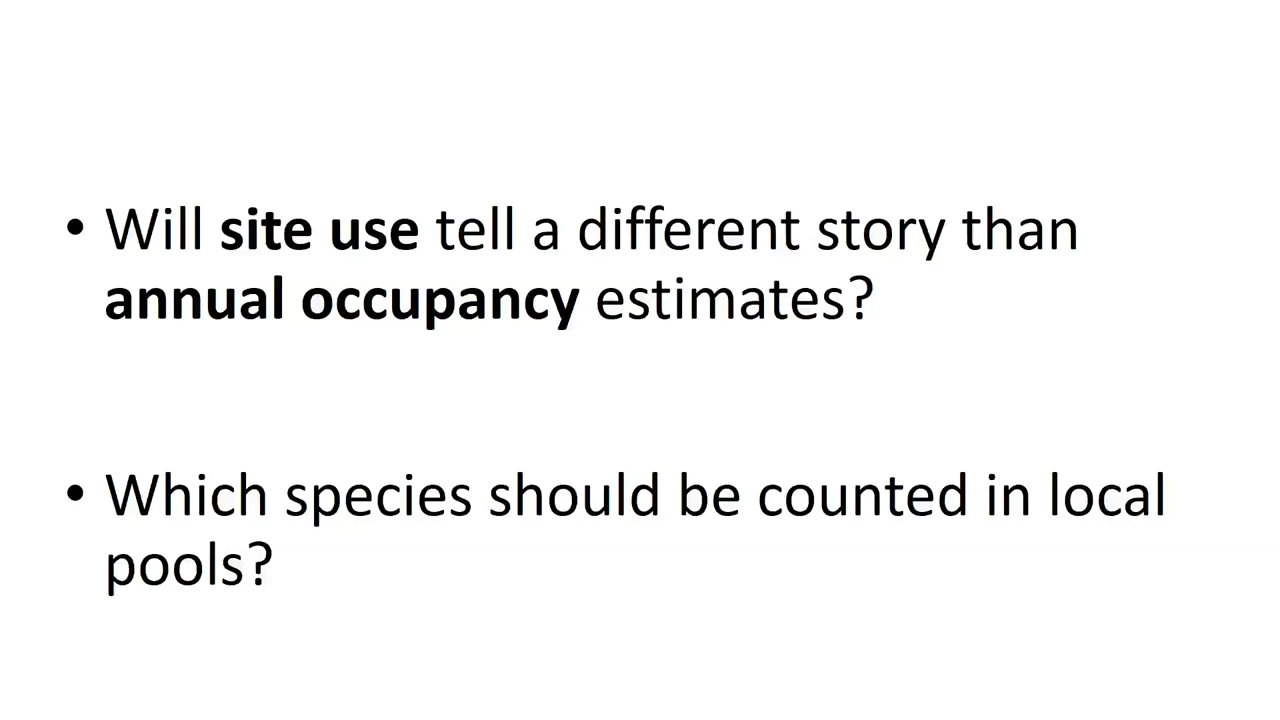 • Will site use tell a different story than
annual occupancy estimates?
• Which species should be counted in local
pools?